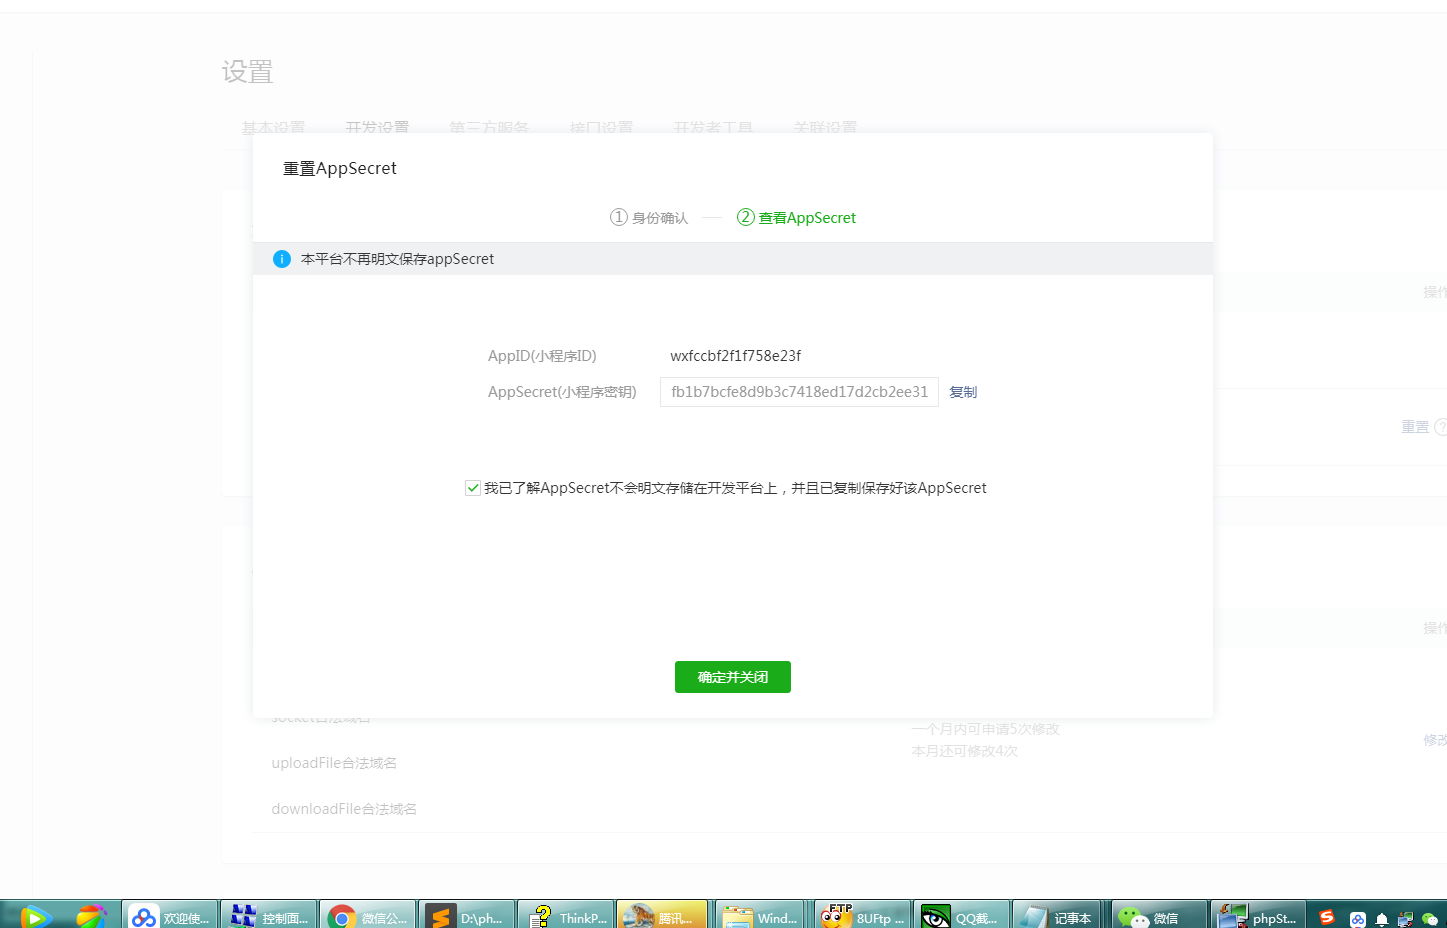 设置
基本设置 开发设置 第三方服务 接口设置 开发者工具 关联设置
重置AppSecret
1 身份确认 2 查看AppSecret
本平台不再明文保存appSecret
操作
AppID(小程序ID) wxfccbf2f1f758e23f
AppSecret(小程序密钥) fb1b7bcfe8d9b3c7418ed17d2cb2ee31 复制
重置 ?
我已了解AppSecret不会明文存储在开发平台上，并且已复制保存好该AppSecret
操作
确定并关闭
socket合法域名
一个月内可申请5次修改
修改
本月还可修改4次
uploadFile合法域名
downloadFile合法域名
欢迎使... 控制面... 微信公... D:\ph... ThinkP... 腾讯... Wind... FTP 8UFtp ... QQ截... 记事本 微信 phpSt...